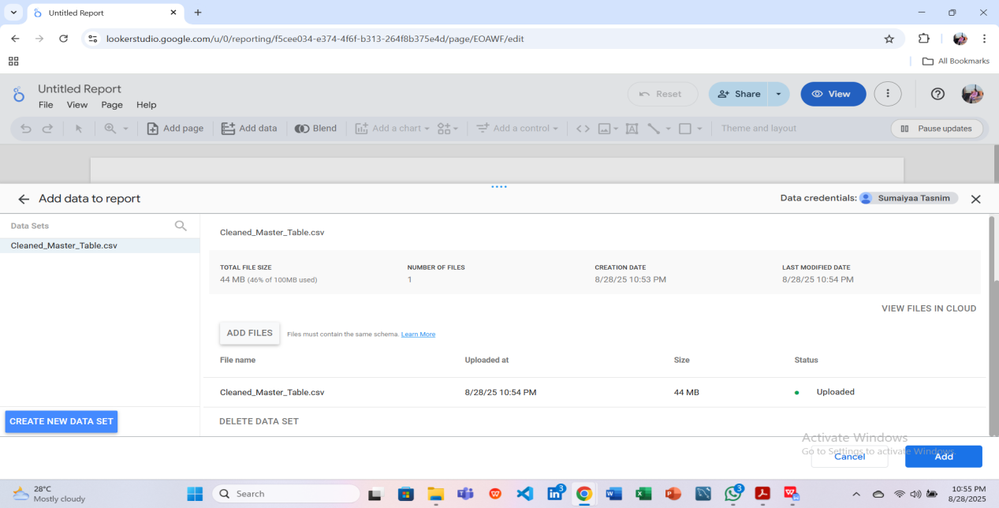 Untitled Report
lookerstudio.google.com/u/0/reporting/f5cee034-e374-4f6f-b313-264f8b375e4d/page/EOAWF/edit
All Bookmarks
Untitled Report
File View Page Help
Reset
Share
View
Add page
Add data
Blend
Add a chart
Add a control
Theme and layout
Pause updates
Add data to report
Data credentials: Sumaiyaa Tasnim
Data Sets
Cleaned_Master_Table.csv
CREATE NEW DATA SET
Cleaned_Master_Table.csv
TOTAL FILE SIZE NUMBER OF FILES CREATION DATE LAST MODIFIED DATE
44 MB (46% of 100MB used) 1 8/28/25 10:53 PM 8/28/25 10:54 PM
VIEW FILES IN CLOUD
ADD FILES Files must contain the same schema. Learn More
File name Uploaded at Size Status
Cleaned_Master_Table.csv 8/28/25 10:54 PM 44 MB Uploaded
DELETE DATA SET
Activate Windows
Go to Settings to activate Windows.
Cancel
Add
28°C
Mostly cloudy
Search
3
3
10:55 PM
8/28/2025